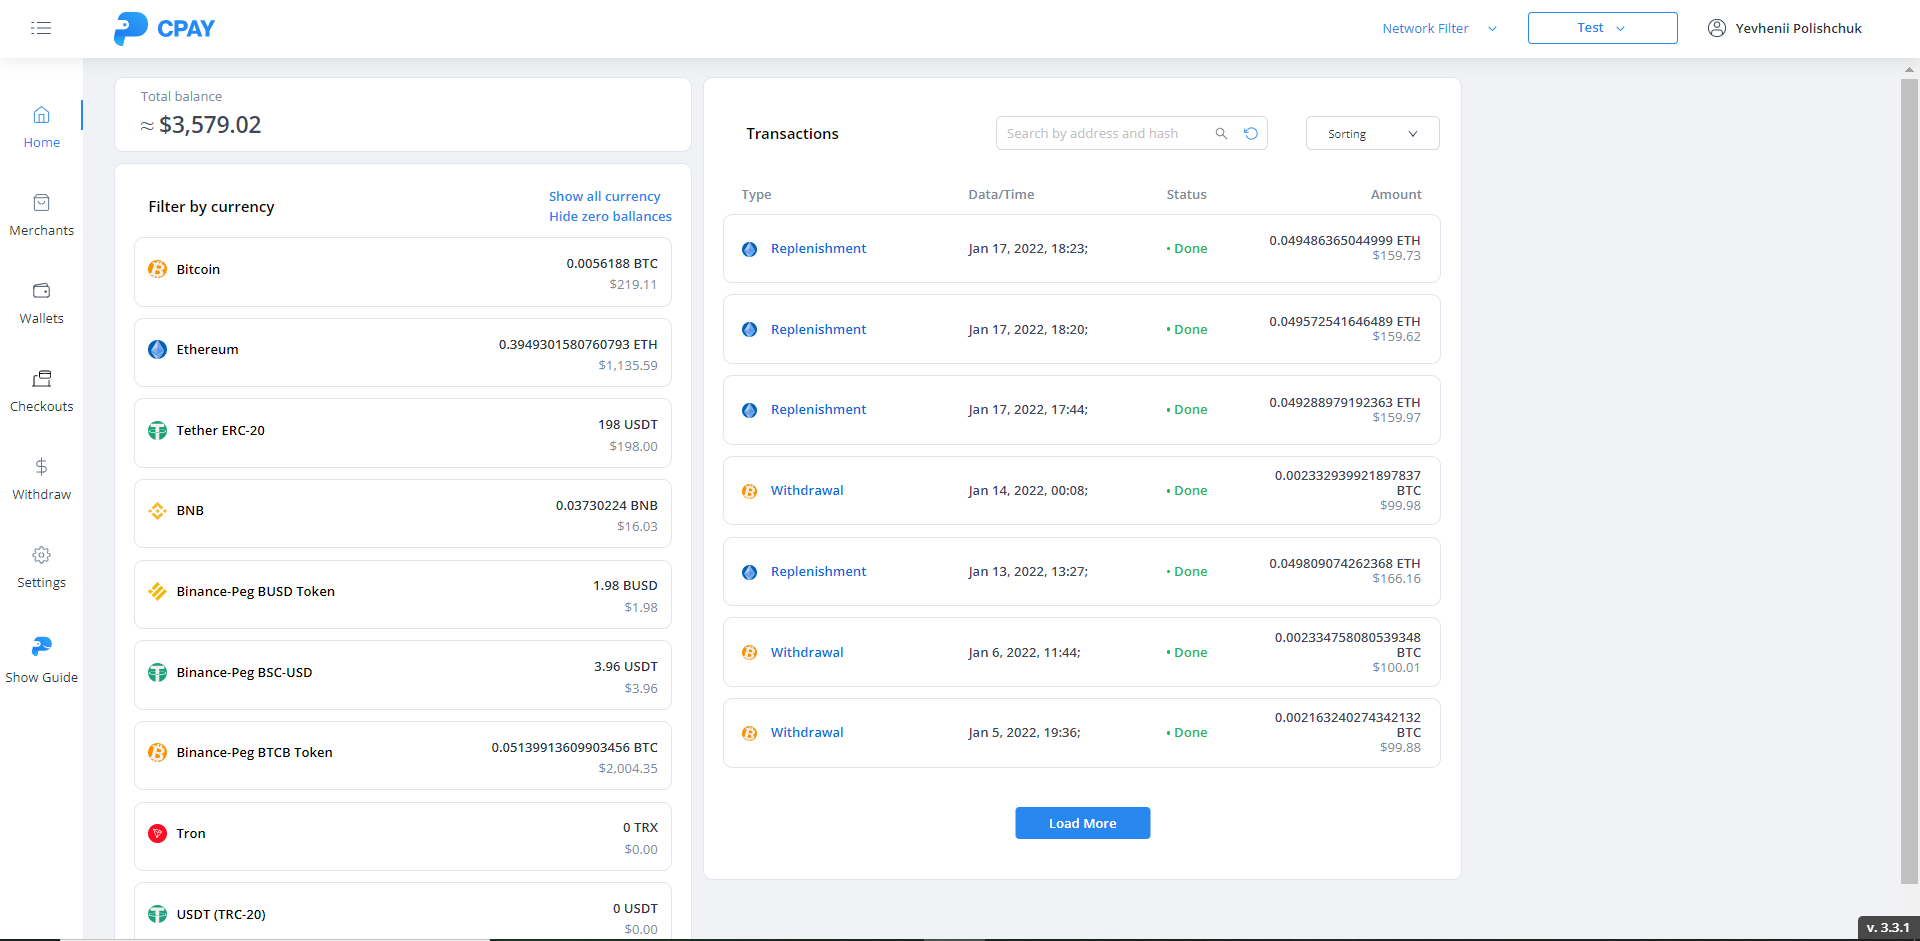 CPAY
Network Filter
Test
Yevhenii Polishchuk
Home
Merchants
Wallets
Checkouts
Withdraw
Settings
Show Guide
Total balance
≈ $3,579.02
Filter by currency
Show all currency
Hide zero ballances
Bitcoin
0.0056188 BTC
$219.11
Ethereum
0.3949301580760793 ETH
$1,135.59
Tether ERC-20
198 USDT
$198.00
BNB
0.03730224 BNB
$16.03
Binance-Peg BUSD Token
1.98 BUSD
$1.98
Binance-Peg BSC-USD
3.96 USDT
$3.96
Binance-Peg BTCB Token
0.05139913609903456 BTC
$2,004.35
Tron
0 TRX
$0.00
USDT (TRC-20)
0 USDT
$0.00
Transactions
Search by address and hash
Sorting
Type Data/Time Status Amount
Replenishment Jan 17, 2022, 18:23; • Done 0.049486365044999 ETH
$159.73
Replenishment Jan 17, 2022, 18:20; • Done 0.049572541646489 ETH
$159.62
Replenishment Jan 17, 2022, 17:44; • Done 0.049288979192363 ETH
$159.97
Withdrawal Jan 14, 2022, 00:08; • Done 0.002332939921897837
BTC
$99.98
Replenishment Jan 13, 2022, 13:27; • Done 0.049809074262368 ETH
$166.16
Withdrawal Jan 6, 2022, 11:44; • Done 0.002334758080539348
BTC
$100.01
Withdrawal Jan 5, 2022, 19:36; • Done 0.002163240274342132
BTC
$99.88
Load More
v. 3.3.1